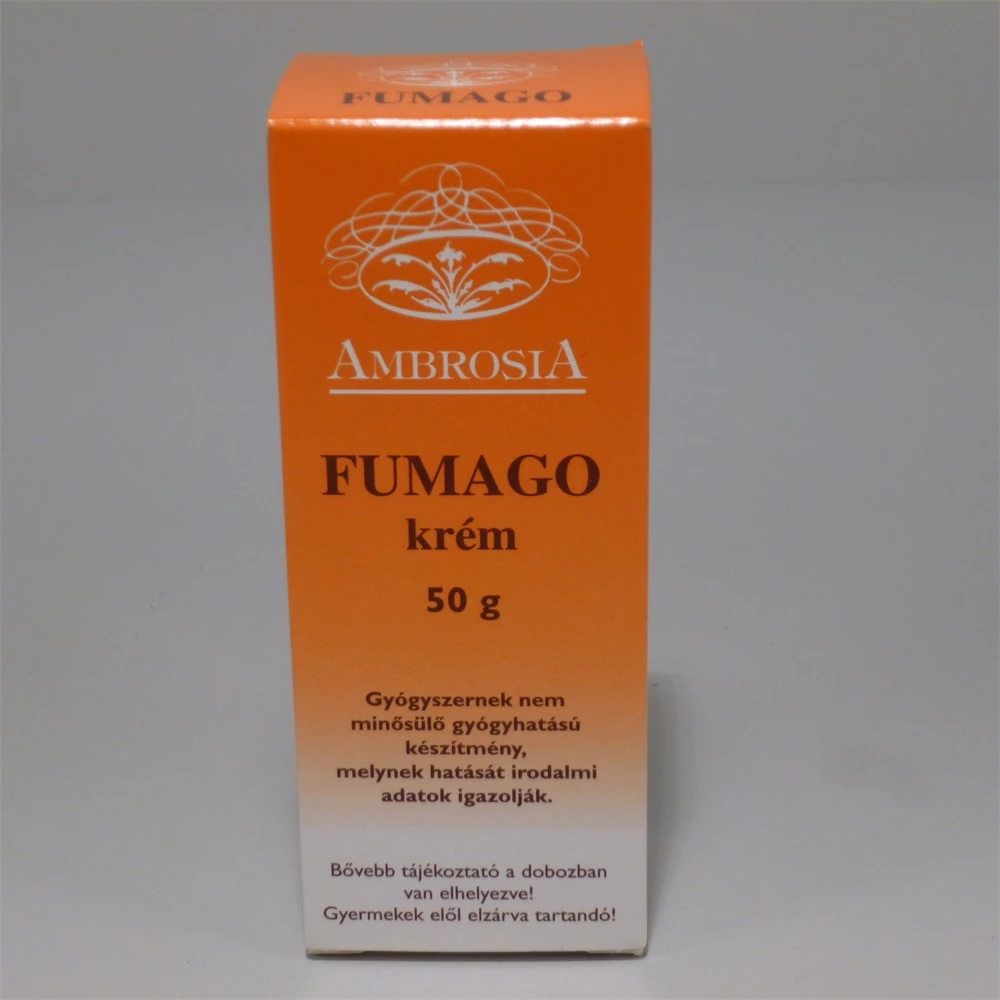 FUMAGO
AMBROSIA
FUMAGO
krém
50 g
Gyógyszernek nem
minősülő gyógyhatású
készítmény,
melynek hatását irodalmi
adatok igazolják.
Bővebb tájékoztató a dobozban
van elhelyezve!
Gyermekek elől elzárva tartandó!